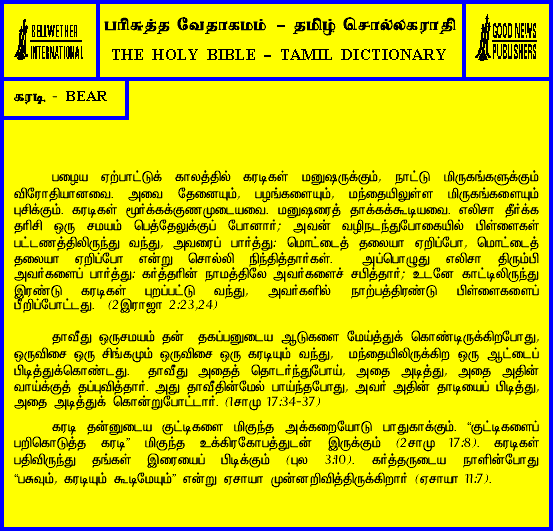 BELLWETHER
INTERNATIONAL
பரிசுத்த வேதாகமம் - தமிழ் சொல்லகராதி
THE HOLY BIBLE – TAMIL DICTIONARY
GOOD NEWS
PUBLISHERS
கரடி - BEAR
பழைய ஏற்பாட்டுக் காலத்தில் கரடிகள் மனுஷருக்கும், நாட்டு மிருகங்களுக்கும்
விரோதியானவை. அவை தேனையும், பழங்களையும், மந்தையிலுள்ள மிருகங்களையும்
புசிக்கும். கரடிகள் மூர்க்கக்குணமுடையவை. மனுஷரைத் தாக்கக்கூடியவை. எலிசா தீர்க்க
தரிசி ஒரு சமயம் பெத்தேலுக்குப் போனார்; அவன் வழிநடந்துபோகையில் பிள்ளைகள்
பட்டணத்திலிருந்து வந்து, அவரைப் பார்த்து: மொட்டைத் தலையா ஏறிப்போ, மொட்டைத்
தலையா ஏறிப்போ என்று சொல்லி நிந்தித்தார்கள். அப்பொழுது எலிசா திரும்பி
அவர்களைப் பார்த்து: கர்த்தரின் நாமத்திலே அவர்களைச் சபித்தார்; உடனே காட்டிலிருந்து
இரண்டு கரடிகள் புறப்பட்டு வந்து, அவர்களில் நாற்பத்திரண்டு பிள்ளைகளைப்
பீறிப்போட்டது. (2இராஜா 2:23,24)
தாவீது ஒருசமயம் தன் தகப்பனுடைய ஆடுகளை மேய்த்துக் கொண்டிருக்கிறபோது,
ஒருவிசை ஒரு சிங்கமும் ஒருவிசை ஒரு கரடியும் வந்து, மந்தையிலிருக்கிற ஒரு ஆட்டைப்
பிடித்துக்கொண்டது. தாவீது அதைத் தொடர்ந்துபோய், அதை அடித்து, அதை அதின்
வாய்க்குத் தப்புவித்தார். அது தாவீதின்மேல் பாய்ந்தபோது, அவர் அதின் தாடியைப் பிடித்து,
அதை அடித்துக் கொன்றுபோட்டார். (1சாமு 17:34-37)
கரடி தன்னுடைய குட்டிகளை மிகுந்த அக்கறையோடு பாதுகாக்கும். “குட்டிகளைப்
பறிகொடுத்த கரடி” மிகுந்த உக்கிரகோபத்துடன் இருக்கும் (2சாமு 17:8). கரடிகள்
பதிவிருந்து தங்கள் இரையைப் பிடிக்கும் (புல 3:10). கர்த்தருடைய நாளின்போது
“பசுவும், கரடியும் கூடிமேயும்” என்று ஏசாயா முன்னறிவித்திருக்கிறார் (ஏசாயா 11:7).